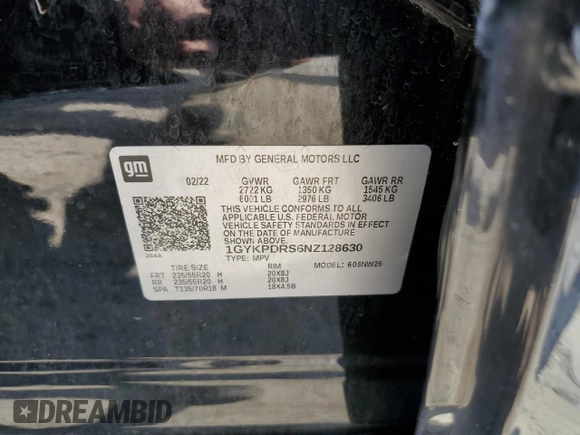 gm
MFD BY GENERAL MOTORS LLC
02/22 GVWR GAWR FRT GAWR RR
2722 KG 1350 KG 1545 KG
6001 LB 2976 LB 3406 LB
THIS VEHICLE CONFORMS TO ALL
APPLICABLE U.S. FEDERAL MOTOR
VEHICLE SAFETY STANDARDS IN EFFECT
ON THE DATE OF MANUFACTURE
SHOWN ABOVE.
1GYKPDRS6NZ128630
TYPE: MPV MODEL: 606NW26
384A
TIRE SIZE RIM
FRT 235/55R20 H 20X8J
RR 235/55R20 H 20X8J
SPA T135/70R18 M 18X4.5B
DREAMBID